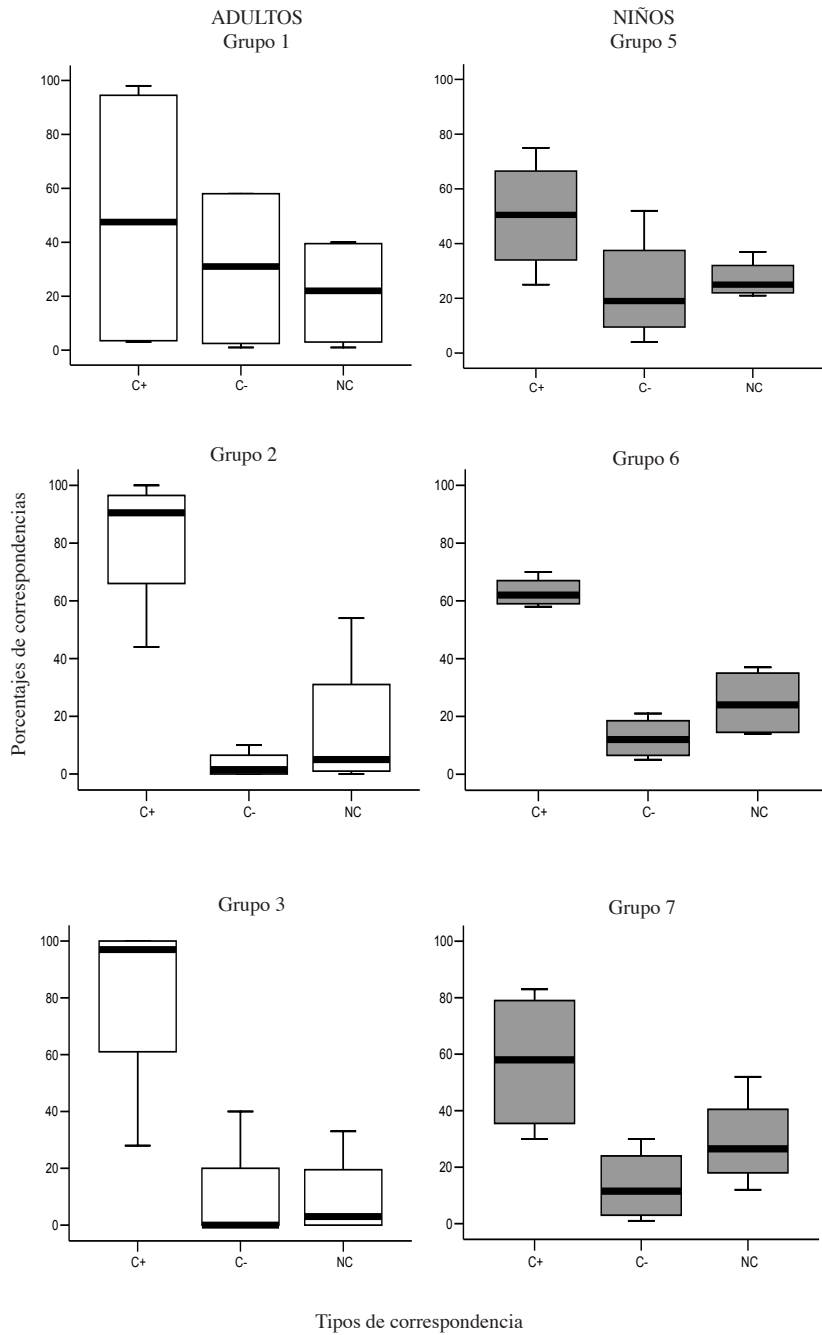 ADULTOS
Grupo 1
NIÑOS
Grupo 5
100
80
60
40
20
0
C+
C-
NC
100
80
60
40
20
0
C+
C-
NC
Porcentajes de correspondencias
Grupo 2
100
80
60
40
20
0
C+
C-
NC
Grupo 6
100
80
60
40
20
0
C+
C-
NC
Grupo 3
100
80
60
40
20
0
C+
C-
NC
Grupo 7
100
80
60
40
20
0
C+
C-
NC
Tipos de correspondencia